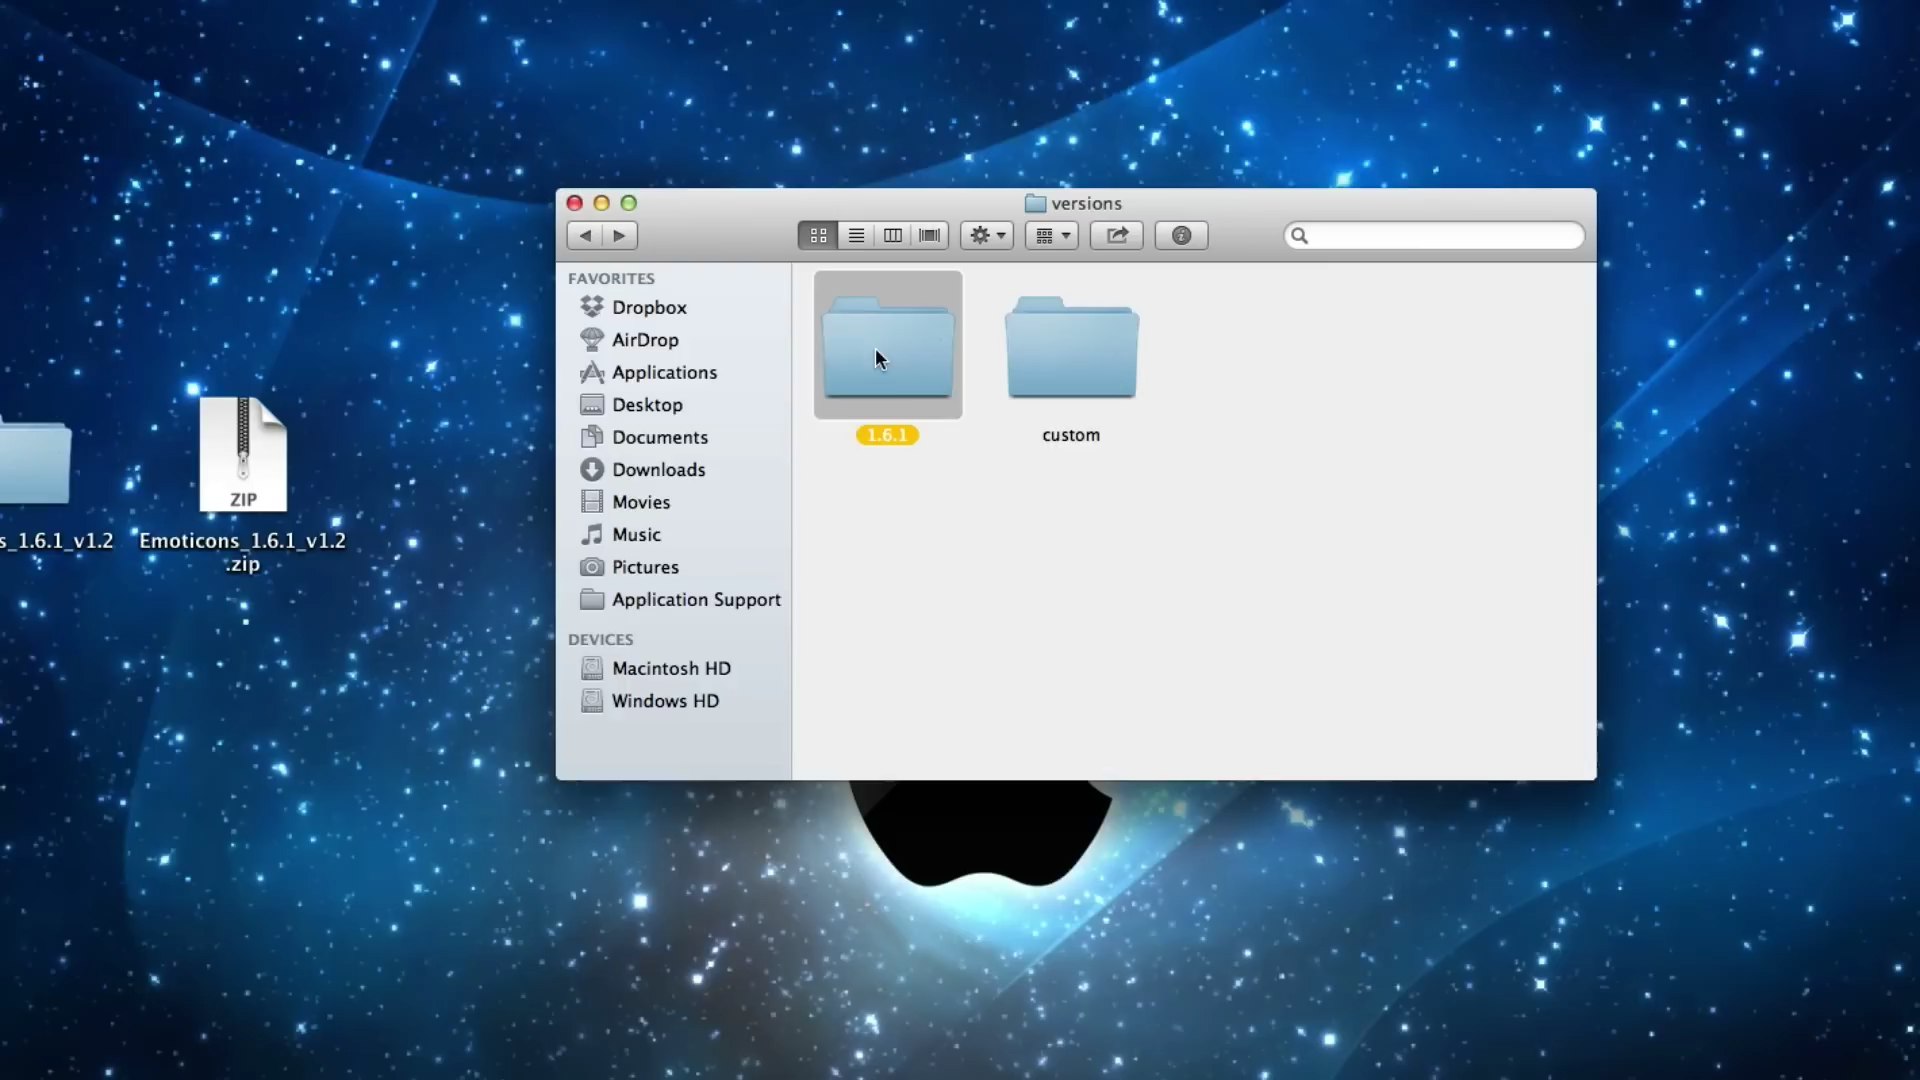 versions
FAVORITES
Dropbox
AirDrop
Applications
Desktop
Documents
Downloads
Movies
Music
Pictures
Application Support
DEVICES
Macintosh HD
Windows HD
1.6.1
custom
ZIP
s_1.6.1_v1.2
Emoticons_1.6.1_v1.2
.zip